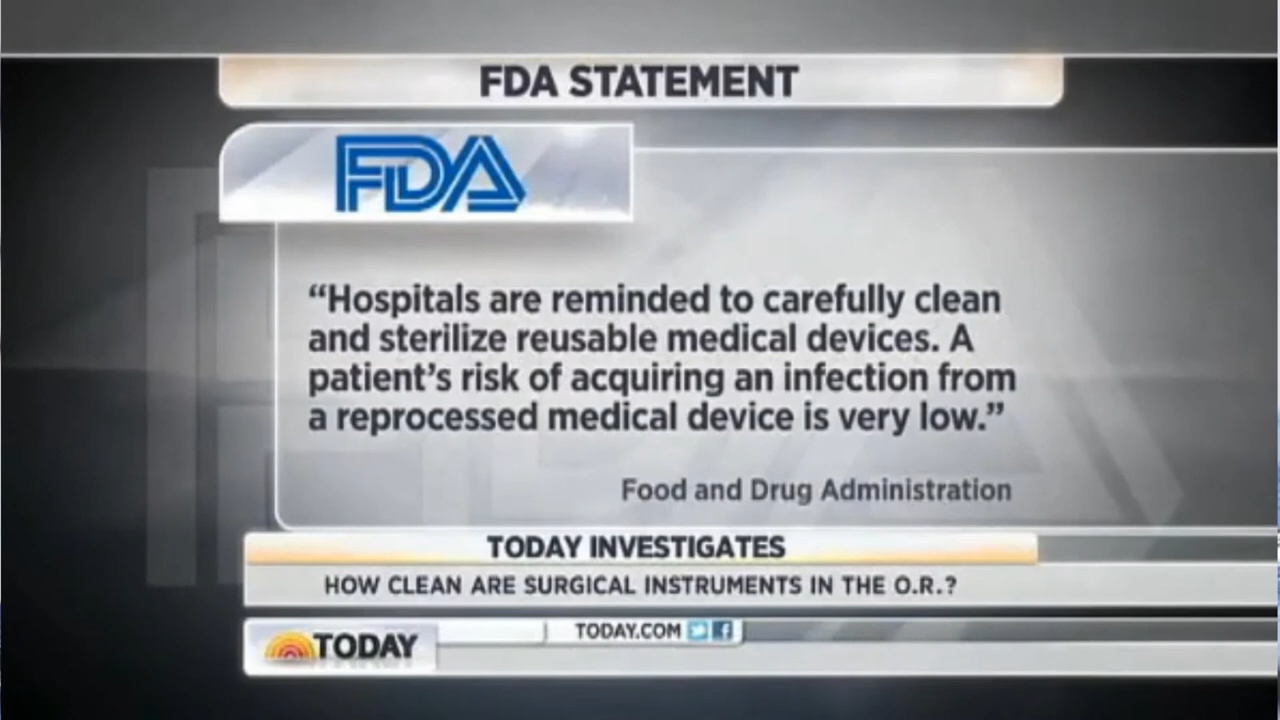 FDA STATEMENT
FDA
“Hospitals are reminded to carefully clean
and sterilize reusable medical devices. A
patient’s risk of acquiring an infection from
a reprocessed medical device is very low.”
Food and Drug Administration
TODAY INVESTIGATES
HOW CLEAN ARE SURGICAL INSTRUMENTS IN THE O.R.?
TODAY
TODAY.COM